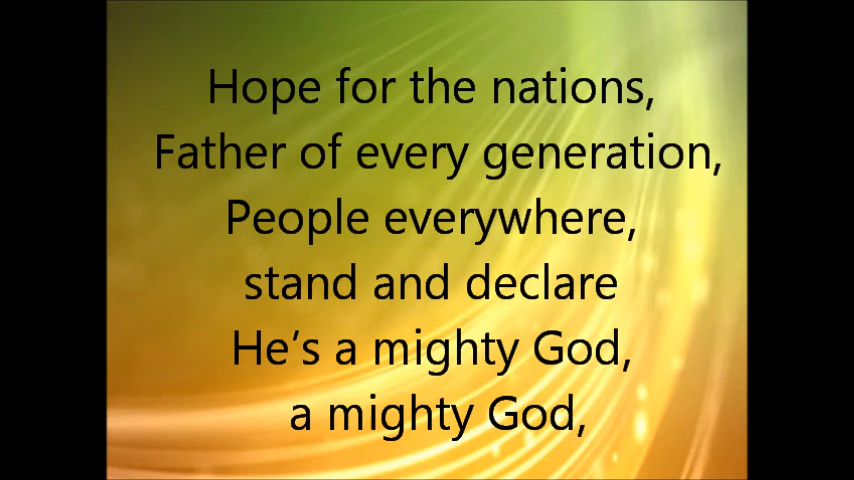 Hope for the nations,
Father of every generation,
People everywhere,
stand and declare
He’s a mighty God,
a mighty God,